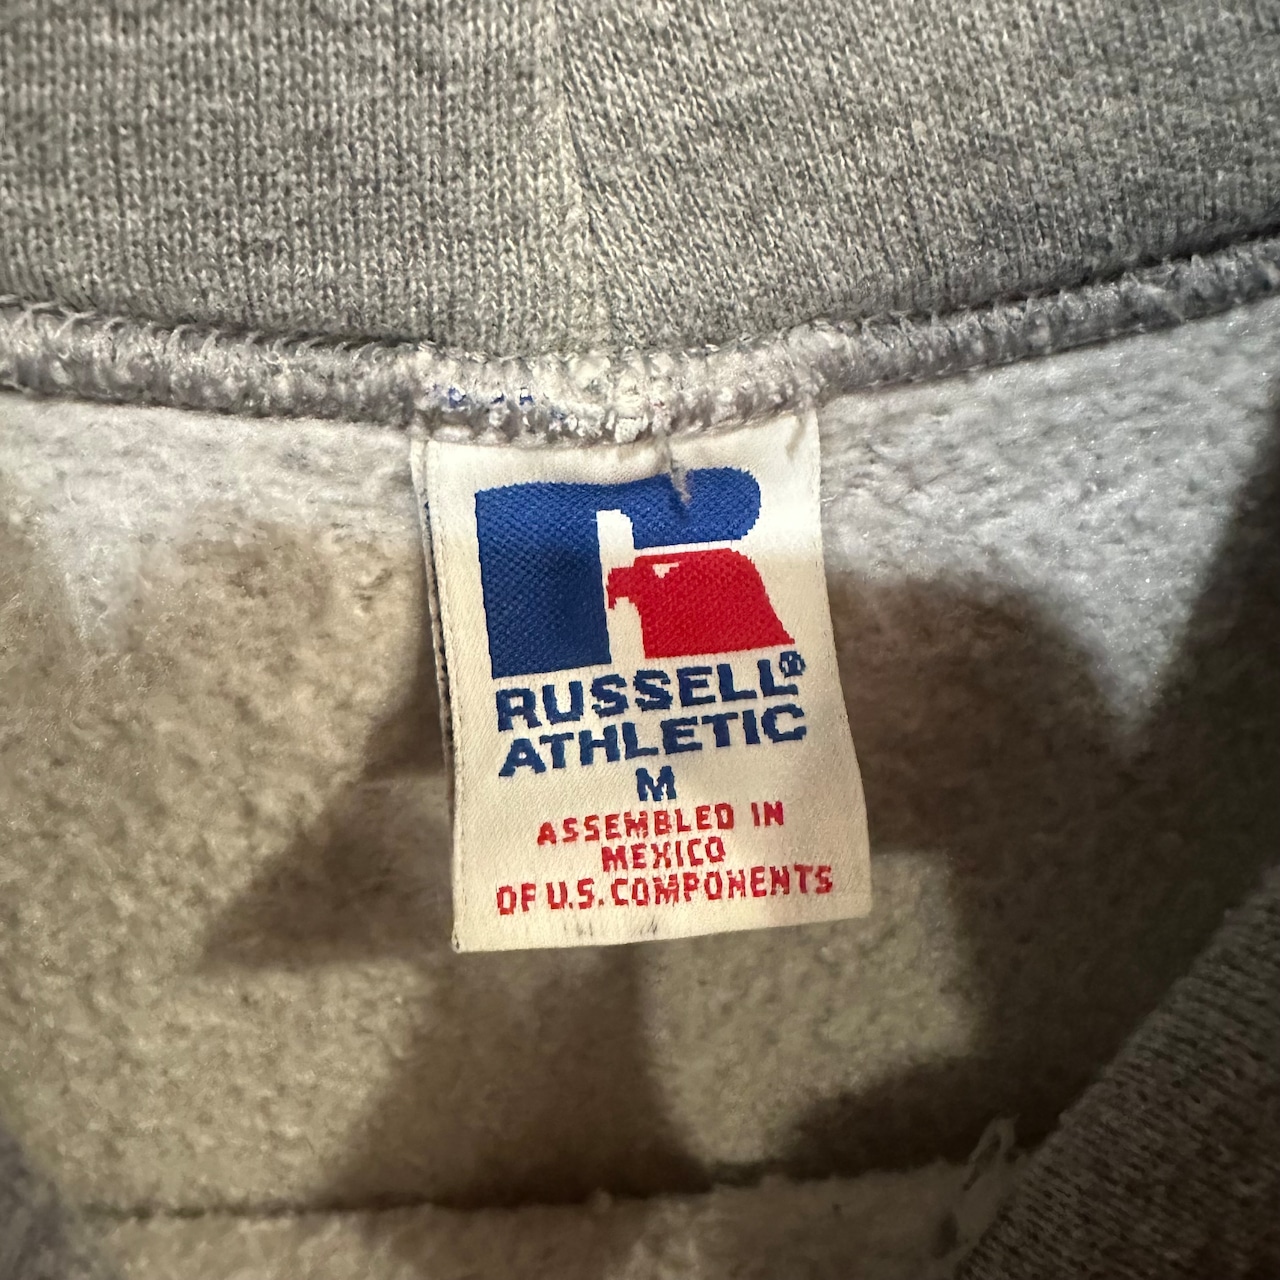 RUSSELL®
ATHLETIC
M
ASSEMBLED IN
MEXICO
OF U.S. COMPONENTS